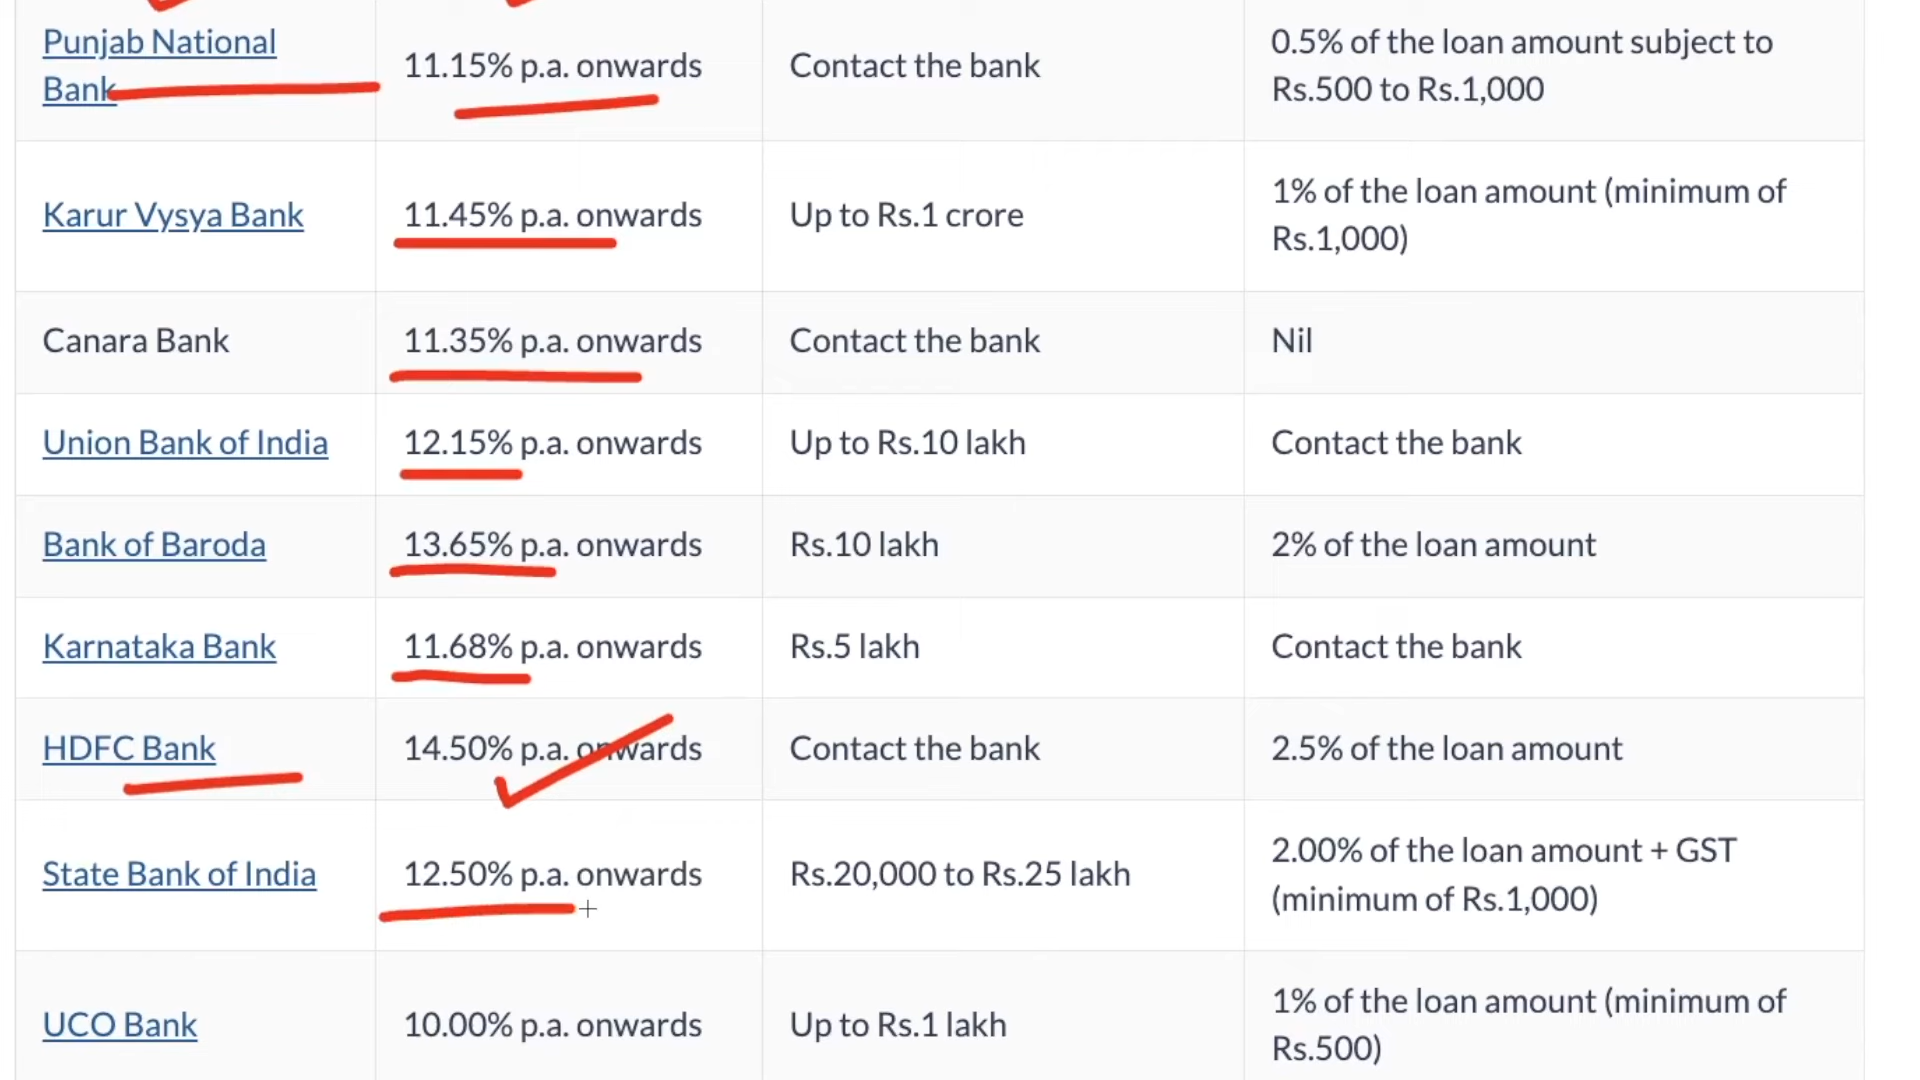 Punjab National
Bank
11.15% p.a. onwards
Contact the bank
0.5% of the loan amount subject to
Rs.500 to Rs.1,000
Karur Vysya Bank
11.45% p.a. onwards
Up to Rs.1 crore
1% of the loan amount (minimum of
Rs.1,000)
Canara Bank
11.35% p.a. onwards
Contact the bank
Nil
Union Bank of India
12.15% p.a. onwards
Up to Rs.10 lakh
Contact the bank
Bank of Baroda
13.65% p.a. onwards
Rs.10 lakh
2% of the loan amount
Karnataka Bank
11.68% p.a. onwards
Rs.5 lakh
Contact the bank
HDFC Bank
14.50% p.a. onwards
Contact the bank
2.5% of the loan amount
State Bank of India
12.50% p.a. onwards
Rs.20,000 to Rs.25 lakh
2.00% of the loan amount + GST
(minimum of Rs.1,000)
UCO Bank
10.00% p.a. onwards
Up to Rs.1 lakh
1% of the loan amount (minimum of
Rs.500)